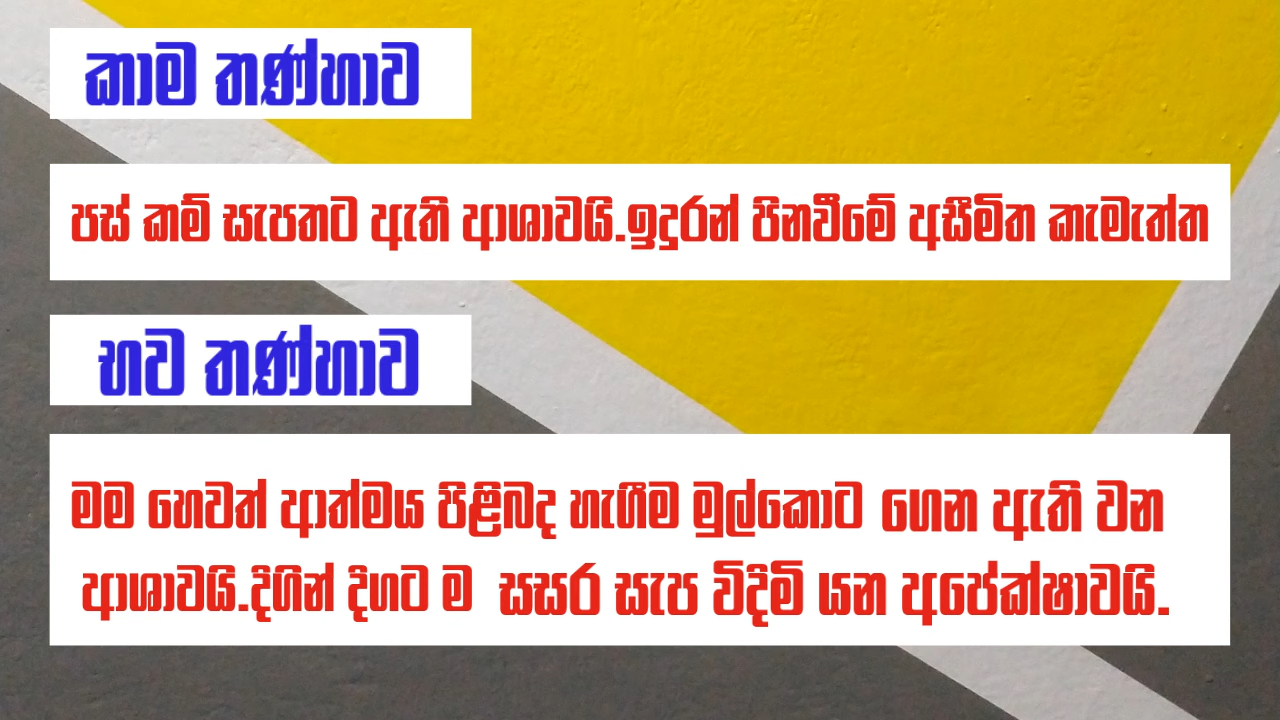 කාම තණ්හාව
පස් කම් සැපතට ඇති ආශාවයි.ඉදුරන් පිනවීමේ අසීමිත කැමැත්ත
භව තණ්හාව
මම හෙවත් ආත්මය පිළිබද හැගීම මුල්කොට ගෙන ඇති වන
ආශාවයි.දිගින් දිගට ම සසර සැප විදිමි යන අපේක්ෂාවයි.